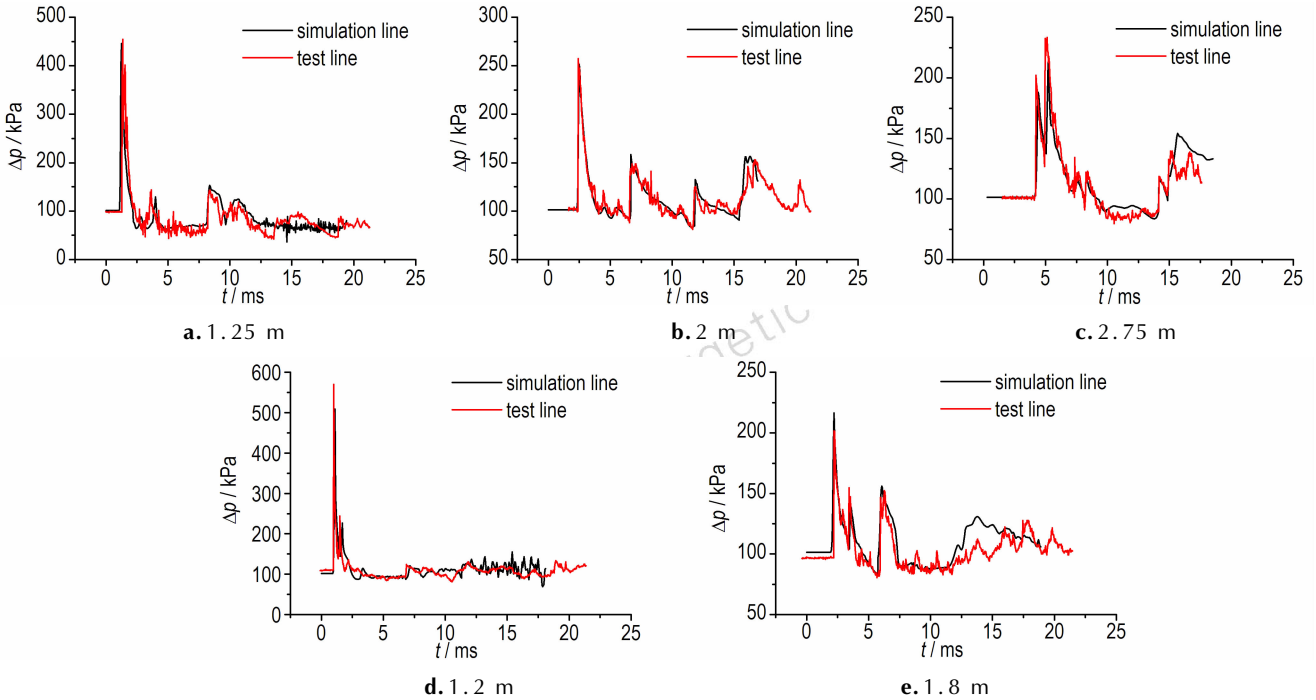 500
450
400
300
200
100
0
Δp / kPa
0 5 10 15 20 25
t / ms
simulation line
test line
a.1.25 m
300
250
200
150
100
50
Δp / kPa
0 5 10 15 20 25
t / ms
simulation line
test line
b.2 m
250
200
150
100
50
Δp / kPa
0 5 10 15 20 25
t / ms
simulation line
test line
c.2.75 m
600
500
400
300
200
100
0
Δp / kPa
0 5 10 15 20 25
t / ms
simulation line
test line
d.1.2 m
250
200
150
100
50
Δp / kPa
0 5 10 15 20 25
t / ms
simulation line
test line
e.1.8 m